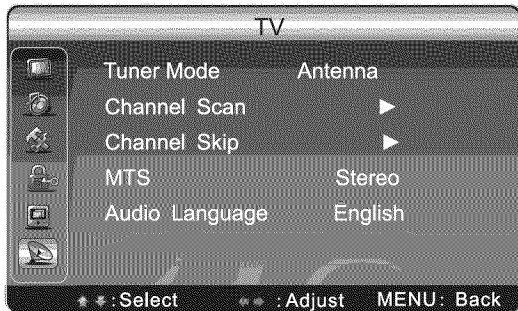 TV
Tuner Mode Antenna
Channel Scan ▶
Channel Skip ▶
MTS Stereo
Audio Language English
: Select : Adjust MENU: Back